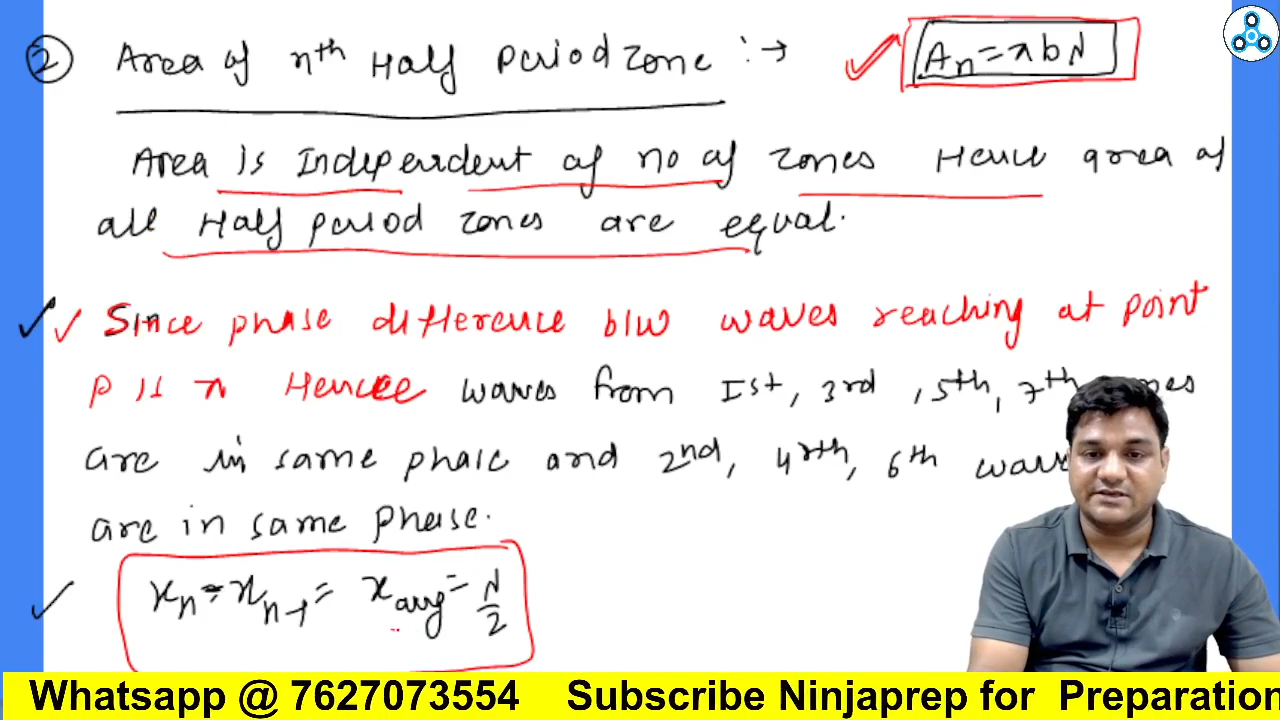 ② Area of nth Half Period Zone :→ An = πbλ
Area is Independent of no of zones Hence area of
all Half period zones are equal.
Since phase difference b/w waves reaching at point
P is π Hence waves from Ist, 3rd, 5th, 7th
are in same phase and 2nd, 4rth, 6th
are in same phase.
xn - xn-1 = xavg = λ/2
Whatsapp @ 7627073554 Subscribe Ninjaprep for Preparation